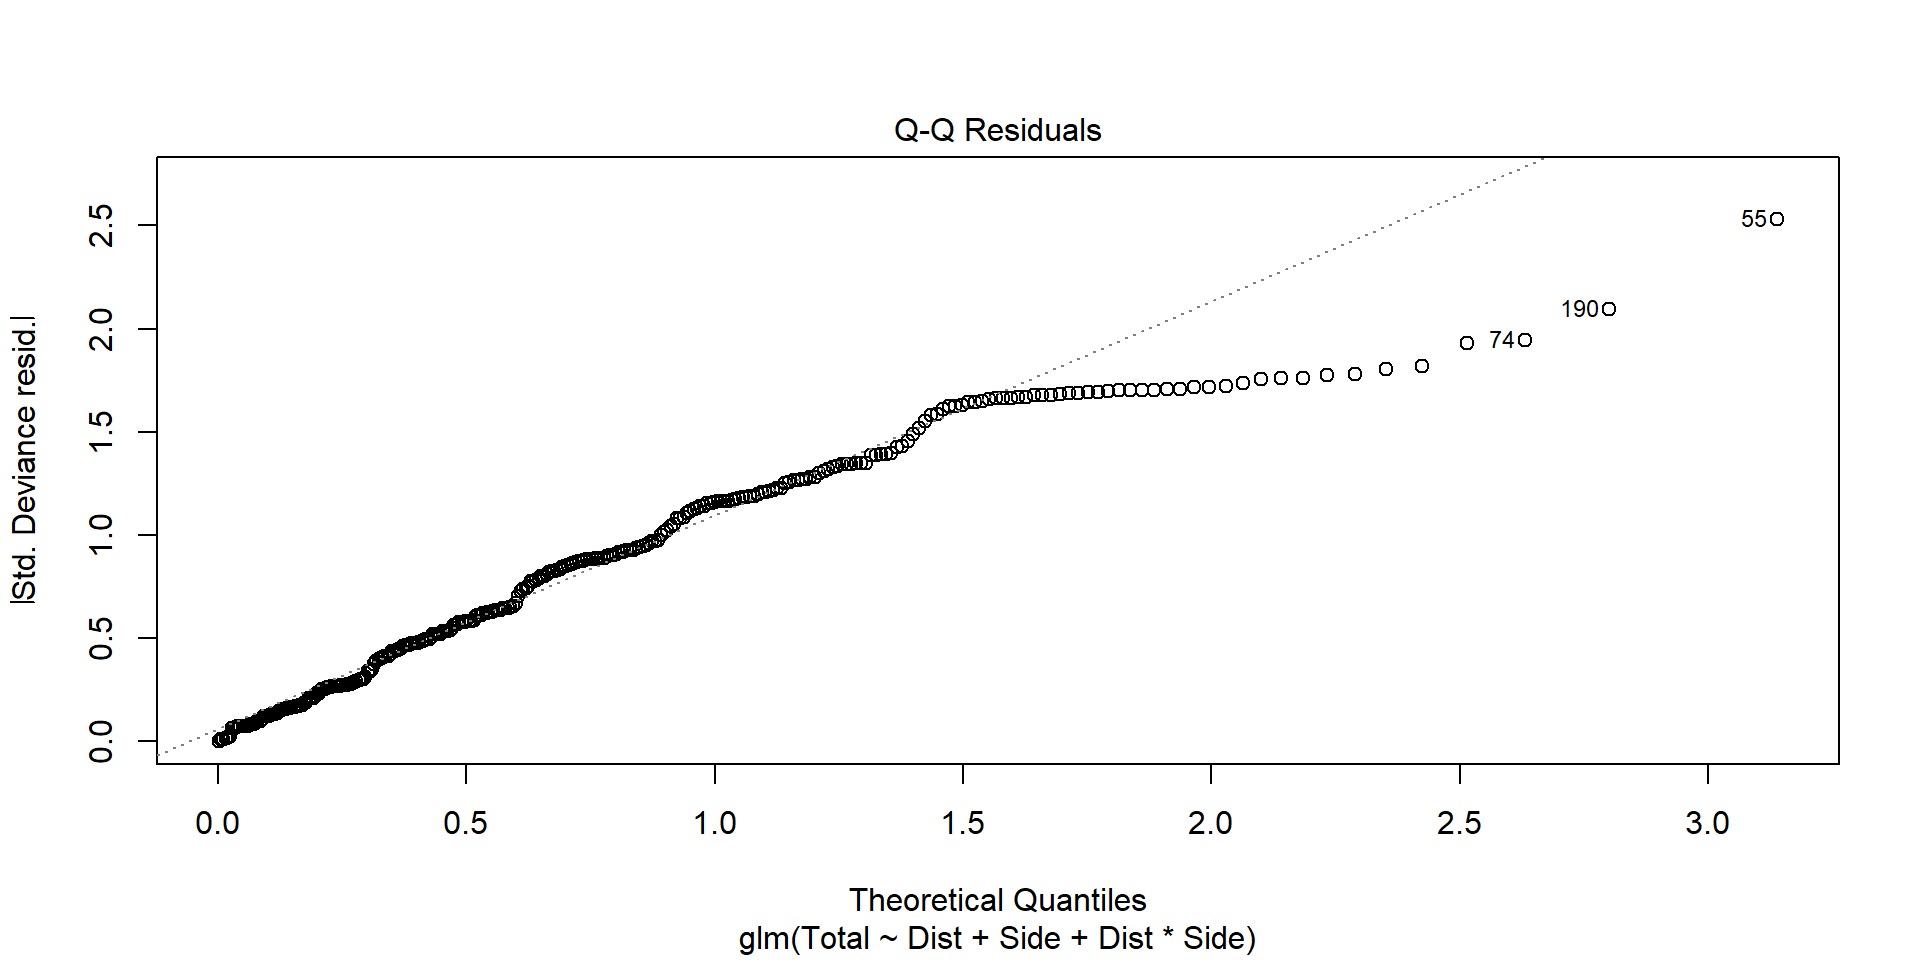 Q-Q Residuals
|Std. Deviance resid.|
2.5
2.0
1.5
1.0
0.5
0.0
55
190
74
0.0 0.5 1.0 1.5 2.0 2.5 3.0
Theoretical Quantiles
glm(Total ~ Dist + Side + Dist * Side)